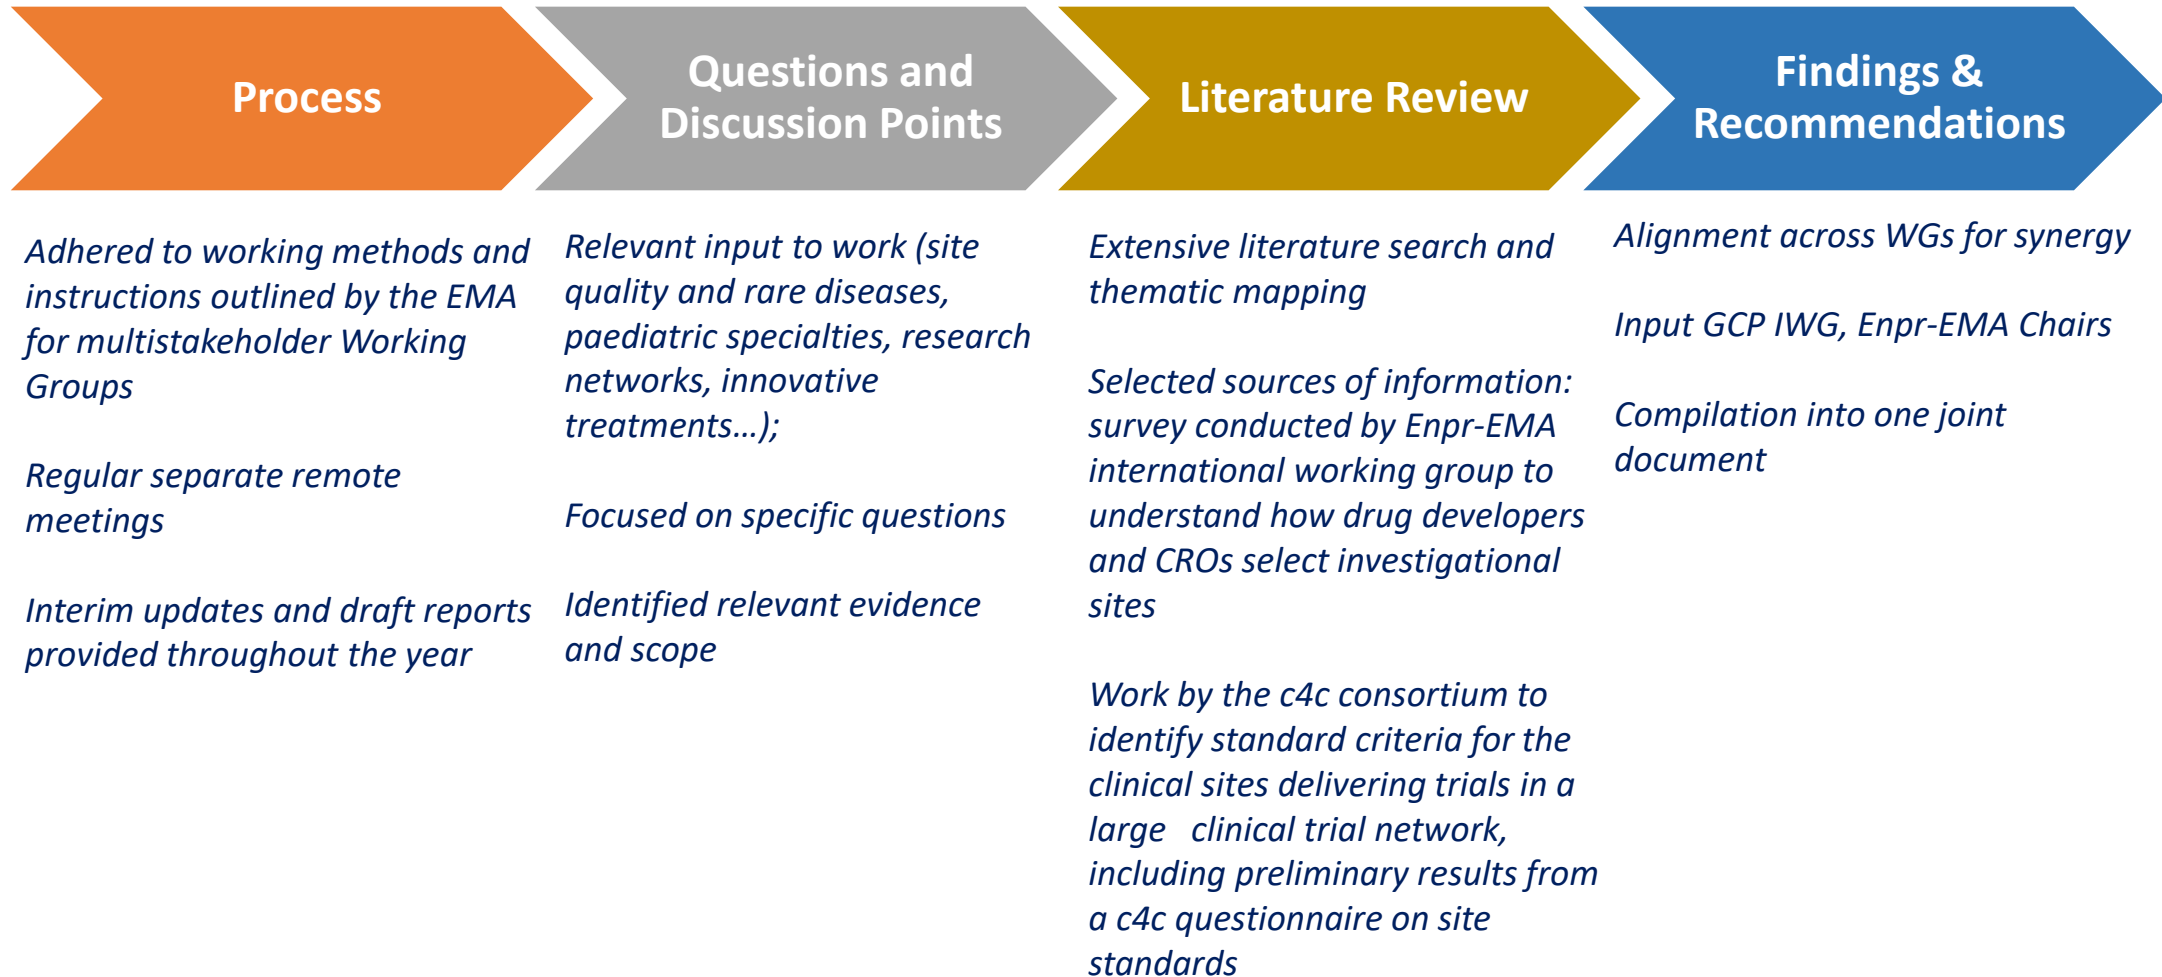 Process
Questions and
Discussion Points
Literature Review
Findings &
Recommendations
Adhered to working methods and
instructions outlined by the EMA
for multistakeholder Working
Groups
Regular separate remote
meetings
Interim updates and draft reports
provided throughout the year
Relevant input to work (site
quality and rare diseases,
paediatric specialties, research
networks, innovative
treatments…);
Focused on specific questions
Identified relevant evidence
and scope
Extensive literature search and
thematic mapping
Selected sources of information:
survey conducted by Enpr-EMA
international working group to
understand how drug developers
and CROs select investigational
sites
Work by the c4c consortium to
identify standard criteria for the
clinical sites delivering trials in a
large   clinical trial network,
including preliminary results from
a c4c questionnaire on site
standards
Alignment across WGs for synergy
Input GCP IWG, Enpr-EMA Chairs
Compilation into one joint
document